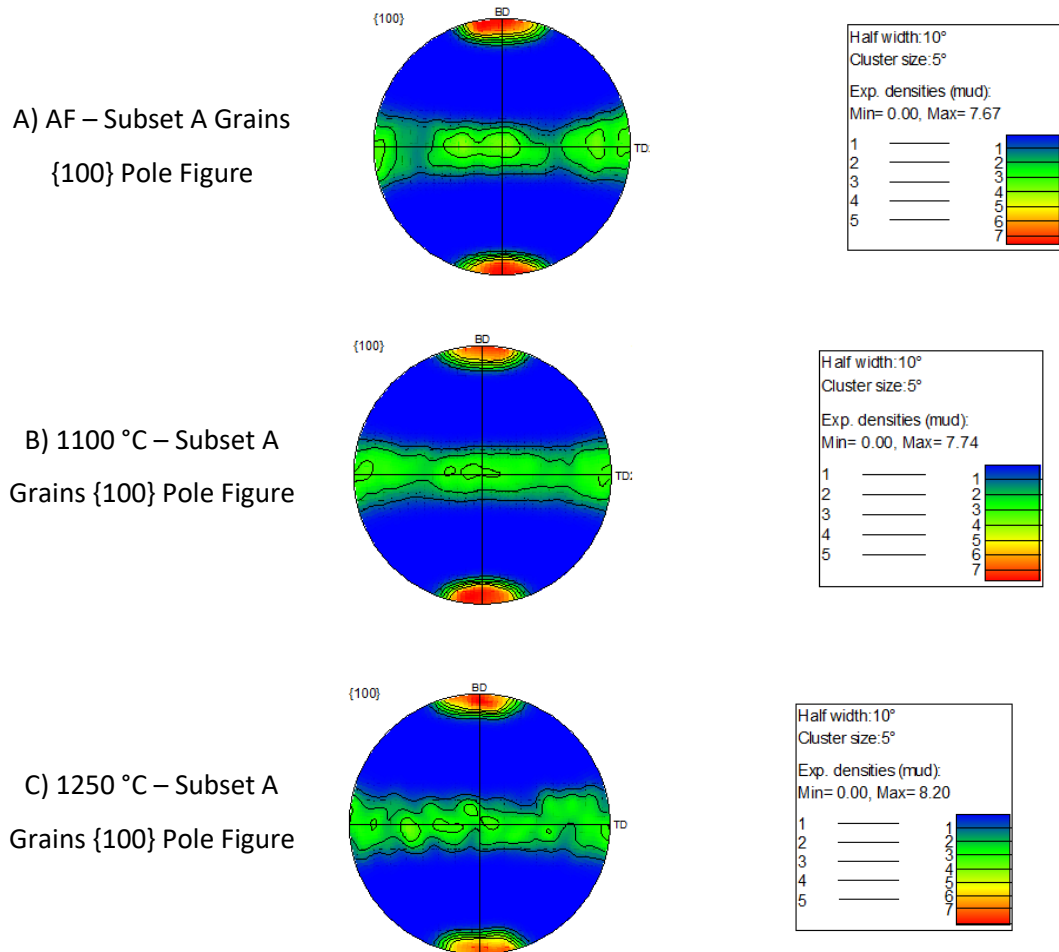 A) AF – Subset A Grains
{100} Pole Figure
{100}
BD
TD
Half width:10°
Cluster size:5°
Exp. densities (mud):
Min= 0.00, Max= 7.67
1
2
3
4
5
1
2
3
4
5
6
7
B) 1100 °C – Subset A
Grains {100} Pole Figure
{100}
BD
TD
Half width:10°
Cluster size:5°
Exp. densities (mud):
Min= 0.00, Max= 7.74
1
2
3
4
5
1
2
3
4
5
6
7
C) 1250 °C – Subset A
Grains {100} Pole Figure
{100}
BD
TD
Half width:10°
Cluster size:5°
Exp. densities (mud):
Min= 0.00, Max= 8.20
1
2
3
4
5
1
2
3
4
5
6
7